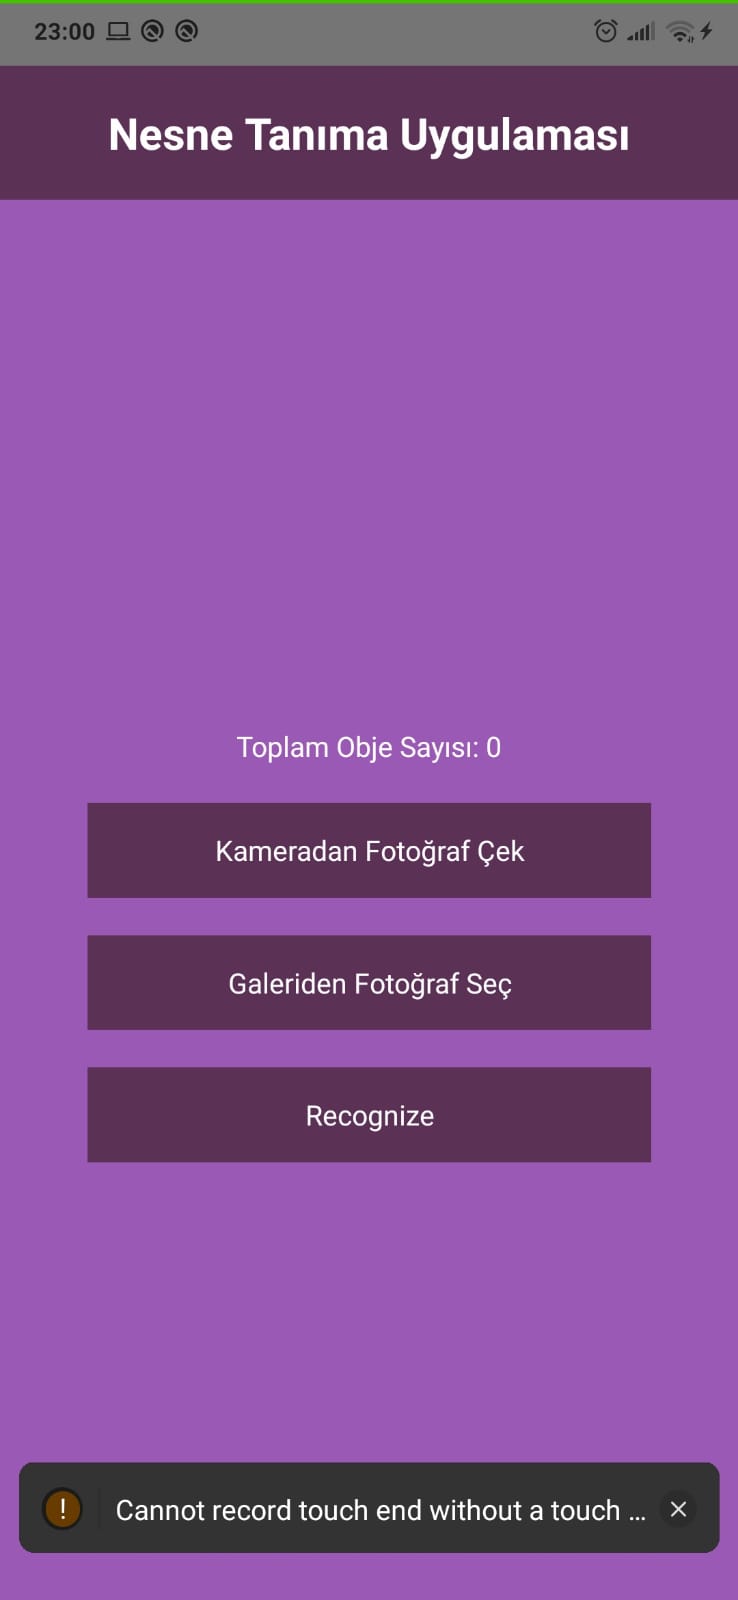 23:00
Nesne Tanıma Uygulaması
Toplam Obje Sayısı: 0
Kameradan Fotoğraf Çek
Galeriden Fotoğraf Seç
Recognize
! Cannot record touch end without a touch ...